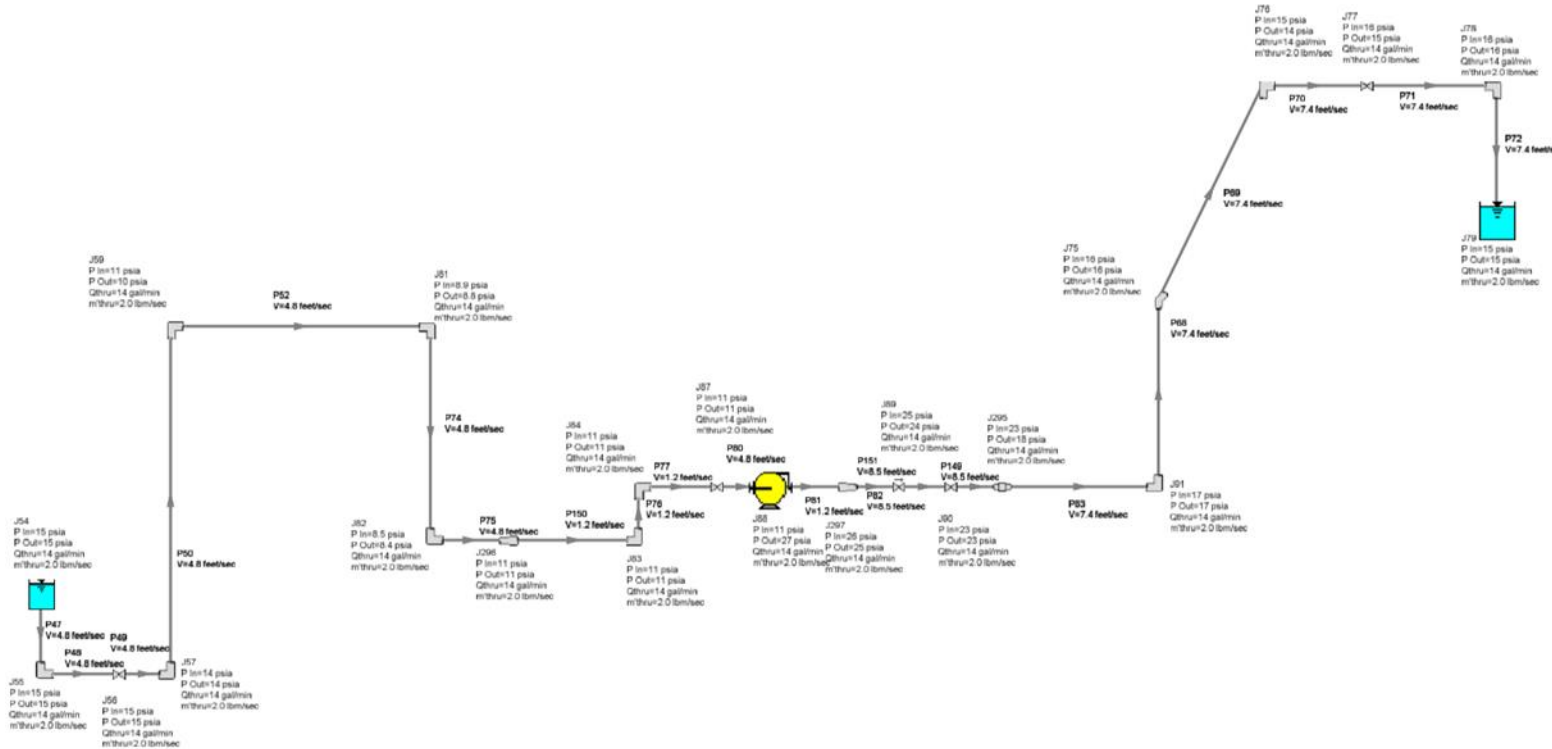 J76
P In=15 psia
P Out=14 psia
Qthru=14 gal/min
m'thru=2.0 lbm/sec
J77
P In=16 psia
P Out=15 psia
Qthru=14 gal/min
m'thru=2.0 lbm/sec
J78
P In=16 psia
P Out=16 psia
Qthru=14 gal/min
m'thru=2.0 lbm/sec
P70
V=7.4 feet/sec
P71
V=7.4 feet/sec
P72
V=7.4 feet/s
P69
V=7.4 feet/sec
J79
P In=15 psia
P Out=15 psia
Qthru=14 gal/min
m'thru=2.0 lbm/sec
J75
P In=16 psia
P Out=16 psia
Qthru=14 gal/min
m'thru=2.0 lbm/sec
P68
V=7.4 feet/sec
J59
P In=11 psia
P Out=10 psia
Qthru=14 gal/min
m'thru=2.0 lbm/sec
P52
V=4.8 feet/sec
J81
P In=8.9 psia
P Out=8.8 psia
Qthru=14 gal/min
m'thru=2.0 lbm/sec
P74
V=4.8 feet/sec
J87
P In=11 psia
P Out=11 psia
Qthru=14 gal/min
m'thru=2.0 lbm/sec
J89
P In=25 psia
P Out=24 psia
Qthru=14 gal/min
m'thru=2.0 lbm/sec
J295
P In=23 psia
P Out=18 psia
Qthru=14 gal/min
m'thru=2.0 lbm/sec
J84
P In=11 psia
P Out=11 psia
Qthru=14 gal/min
m'thru=2.0 lbm/sec
P77
V=1.2 feet/sec
P80
V=4.8 feet/sec
P151
V=8.5 feet/sec
P149
V=8.5 feet/sec
P76
V=1.2 feet/sec
P81
V=1.2 feet/sec
P82
V=8.5 feet/sec
P83
V=7.4 feet/sec
J91
P In=17 psia
P Out=17 psia
Qthru=14 gal/min
m'thru=2.0 lbm/sec
J88
P In=11 psia
P Out=27 psia
Qthru=14 gal/min
m'thru=2.0 lbm/sec
J297
P In=26 psia
P Out=25 psia
Qthru=14 gal/min
m'thru=2.0 lbm/sec
J90
P In=23 psia
P Out=23 psia
Qthru=14 gal/min
m'thru=2.0 lbm/sec
J82
P In=8.5 psia
P Out=8.4 psia
Qthru=14 gal/min
m'thru=2.0 lbm/sec
P75
V=4.8 feet/sec
P150
V=1.2 feet/sec
P In=11 psia
P Out=11 psia
Qthru=14 gal/min
m'thru=2.0 lbm/sec
J83
P In=11 psia
P Out=11 psia
Qthru=14 gal/min
m'thru=2.0 lbm/sec
J54
P In=15 psia
P Out=15 psia
Qthru=14 gal/min
m'thru=2.0 lbm/sec
P50
V=4.8 feet/sec
P47
V=4.8 feet/sec
P48
V=4.8 feet/sec
P49
V=4.8 feet/sec
J57
P In=14 psia
P Out=14 psia
Qthru=14 gal/min
m'thru=2.0 lbm/sec
J55
P In=15 psia
P Out=15 psia
Qthru=14 gal/min
m'thru=2.0 lbm/sec
J56
P In=15 psia
P Out=15 psia
Qthru=14 gal/min
m'thru=2.0 lbm/sec